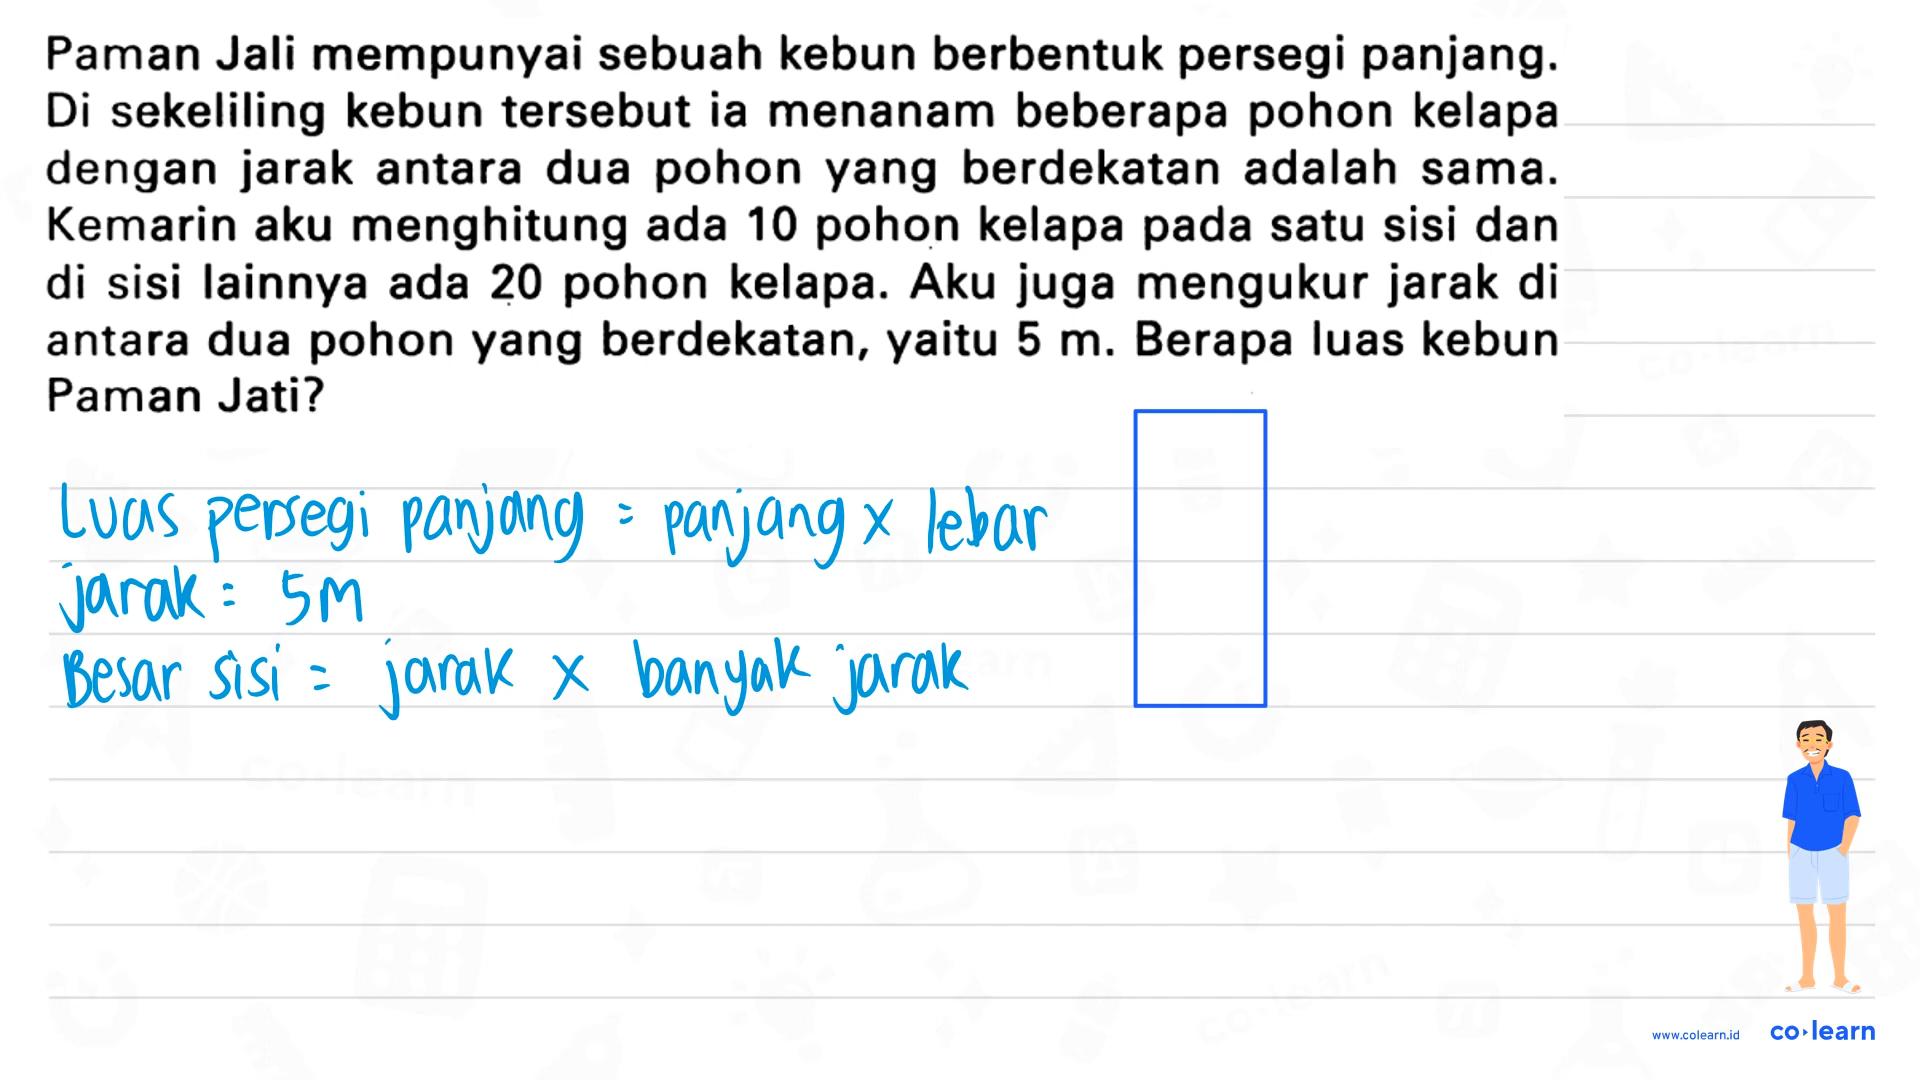 Paman Jali mempunyai sebuah kebun berbentuk persegi panjang.
Di sekeliling kebun tersebut ia menanam beberapa pohon kelapa
dengan jarak antara dua pohon yang berdekatan adalah sama.
Kemarin aku menghitung ada 10 pohon kelapa pada satu sisi dan
di sisi lainnya ada 20 pohon kelapa. Aku juga mengukur jarak di
antara dua pohon yang berdekatan, yaitu 5 m. Berapa luas kebun
Paman Jati?
Luas persegi panjang = panjang x lebar
jarak = 5m
Besar sisi = jarak x banyak jarak
www.colearn.id
co·learn